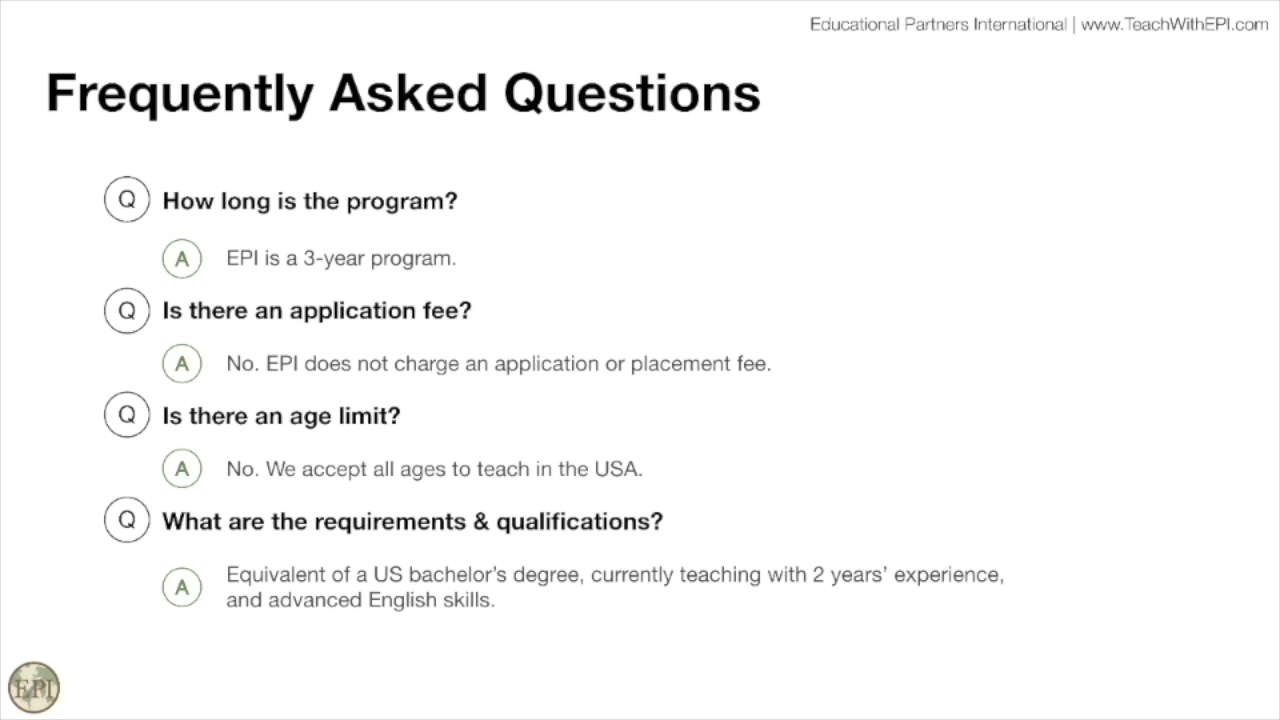 Educational Partners International | www.TeachWithEPI.com
Frequently Asked Questions
Q How long is the program?
A EPI is a 3-year program.
Q Is there an application fee?
A No. EPI does not charge an application or placement fee.
Q Is there an age limit?
A No. We accept all ages to teach in the USA.
Q What are the requirements & qualifications?
A Equivalent of a US bachelor’s degree, currently teaching with 2 years’ experience,
and advanced English skills.
EPI